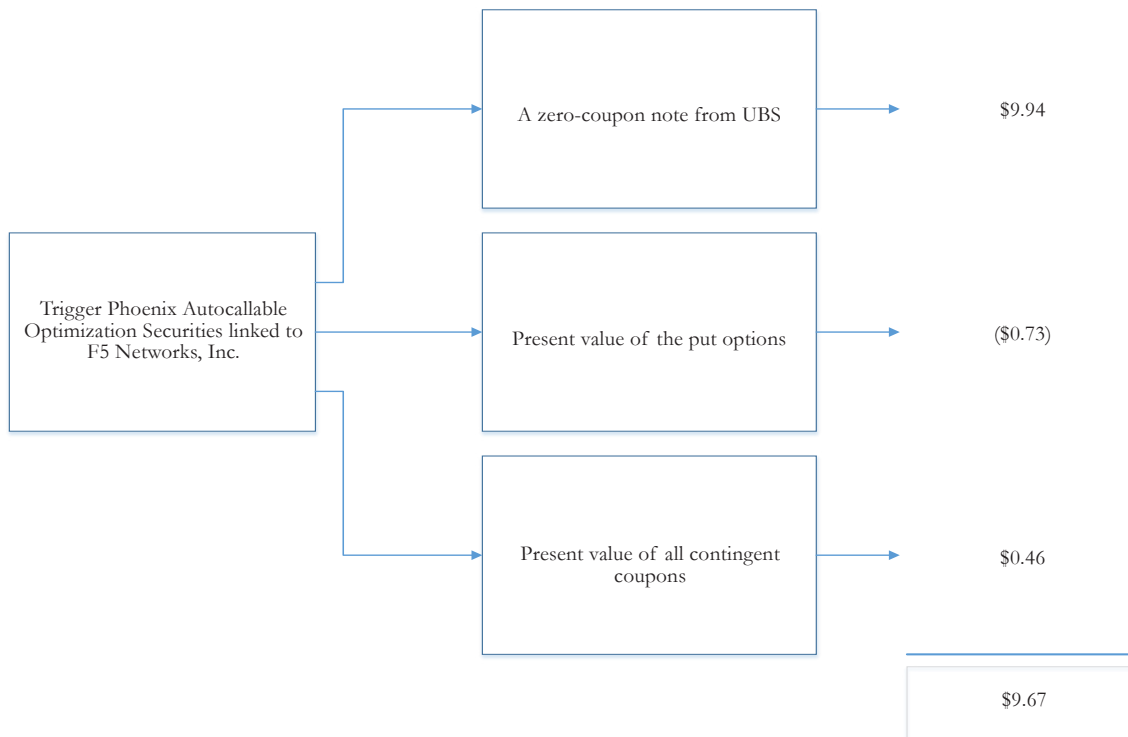 A zero-coupon note from UBS
$9.94
Trigger Phoenix Autocallable
Optimization Securities linked to
F5 Networks, Inc.
Present value of the put options
($0.73)
Present value of all contingent
coupons
$0.46
$9.67